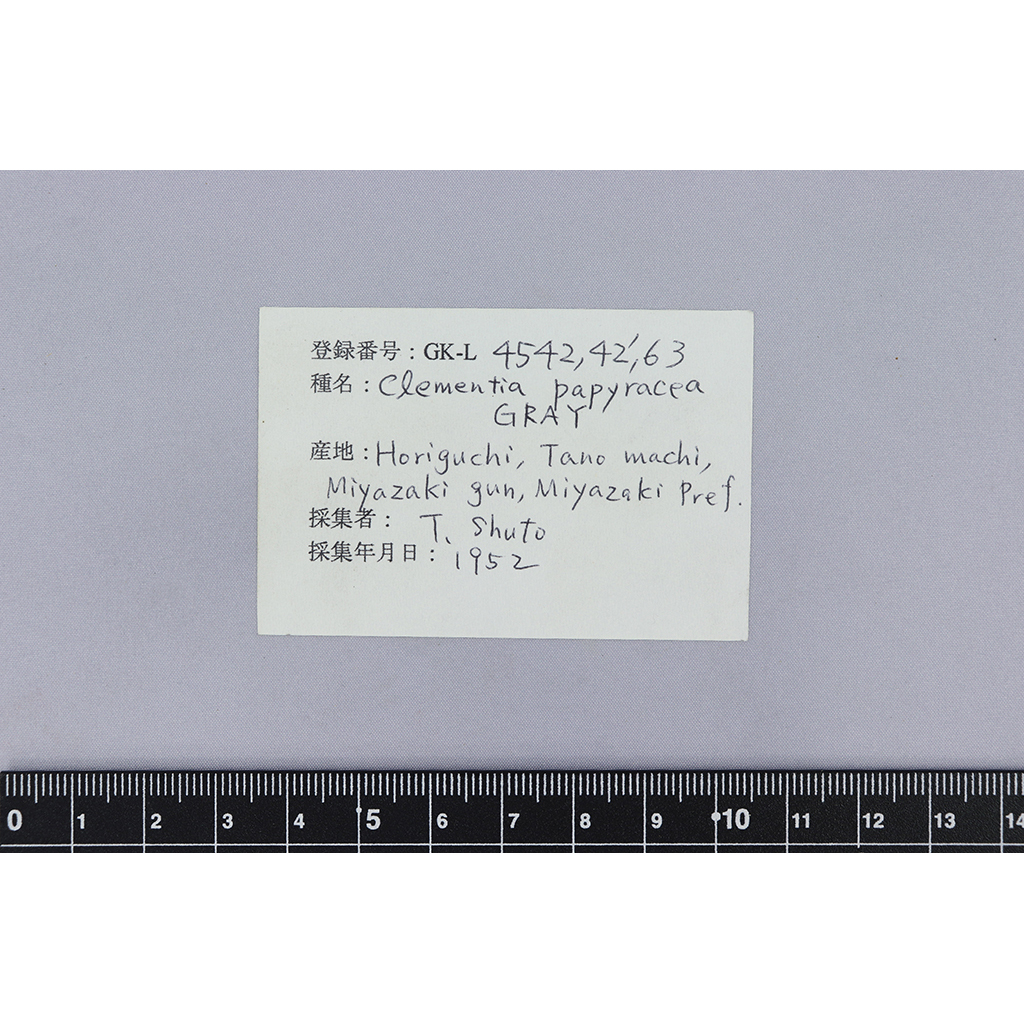 登録番号：GK-L 4542, 42', 63
種名：Clementia papyracea
GRAY
産地：Horiguchi, Tano machi,
Miyazaki gun, Miyazaki Pref.
採集者： T. Shuto
採集年月日： 1952
0 1 2 3 4 5 6 7 8 9 10 11 12 13 14